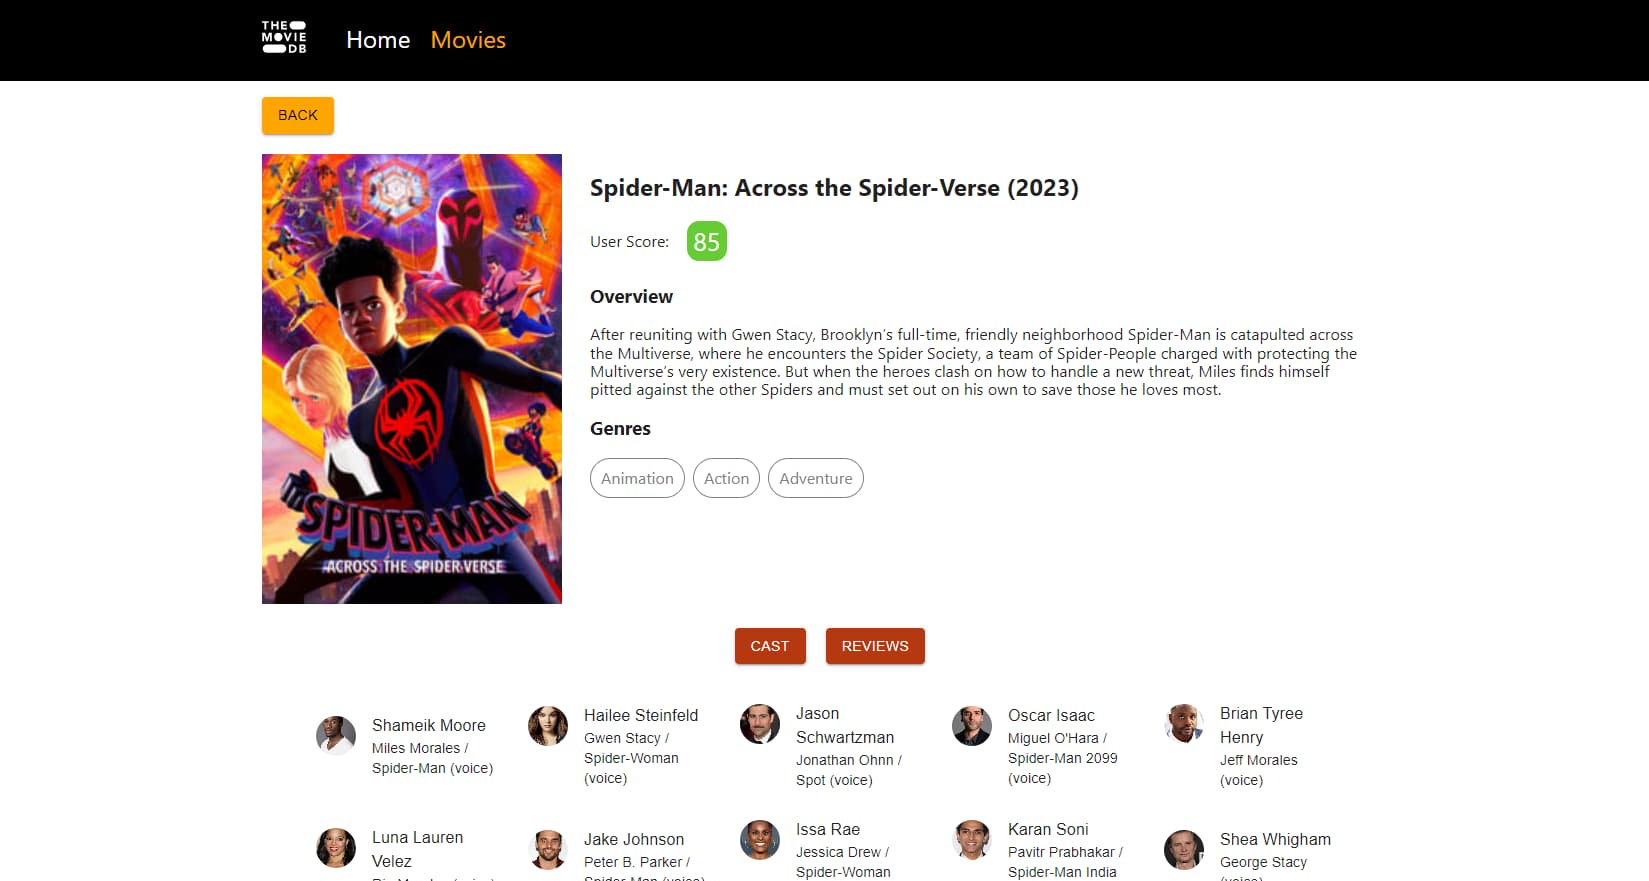 THE
MOVIE
DB
Home Movies
BACK
Spider-Man: Across the Spider-Verse (2023)
User Score: 85
Overview
After reuniting with Gwen Stacy, Brooklyn's full-time, friendly neighborhood Spider-Man is catapulted across
the Multiverse, where he encounters the Spider Society, a team of Spider-People charged with protecting the
Multiverse's very existence. But when the heroes clash on how to handle a new threat, Miles finds himself
pitted against the other Spiders and must set out on his own to save those he loves most.
Genres
Animation Action Adventure
SPIDER-MAN
ACROSS THE SPIDER-VERSE
CAST REVIEWS
Shameik Moore
Miles Morales /
Spider-Man (voice)
Hailee Steinfeld
Gwen Stacy /
Spider-Woman
(voice)
Jason
Schwartzman
Jonathan Ohnn /
Spot (voice)
Oscar Isaac
Miguel O'Hara /
Spider-Man 2099
(voice)
Brian Tyree
Henry
Jeff Morales
(voice)
Luna Lauren
Velez
Jake Johnson
Peter B. Parker /
Spider-Man (voice)
Issa Rae
Jessica Drew /
Spider-Woman
Karan Soni
Pavitr Prabhakar /
Spider-Man India
Shea Whigham
George Stacy